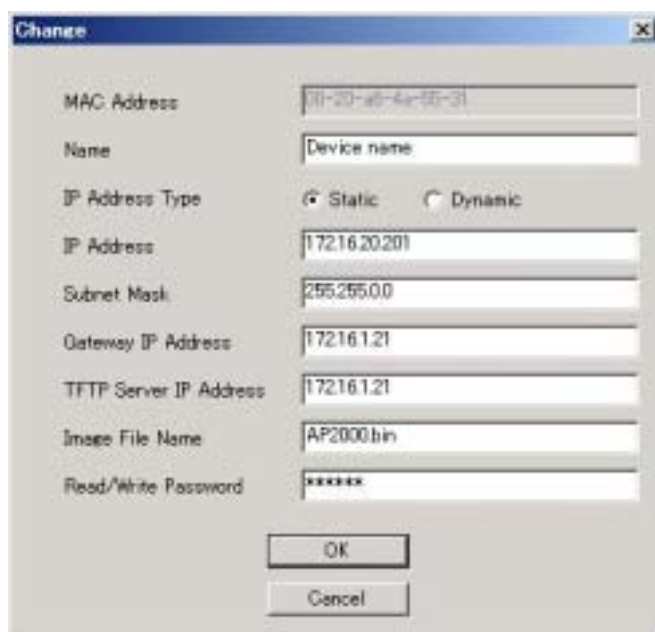 Change
MAC Address 00-20-a6-4e-55-31
Name Device name
IP Address Type Static Dynamic
IP Address 172.16.20.201
Subnet Mask 255.255.0.0
Gateway IP Address 172.16.1.21
TFTP Server IP Address 172.16.1.21
Image File Name AP2000.bin
Read/Write Password ******
OK
Cancel